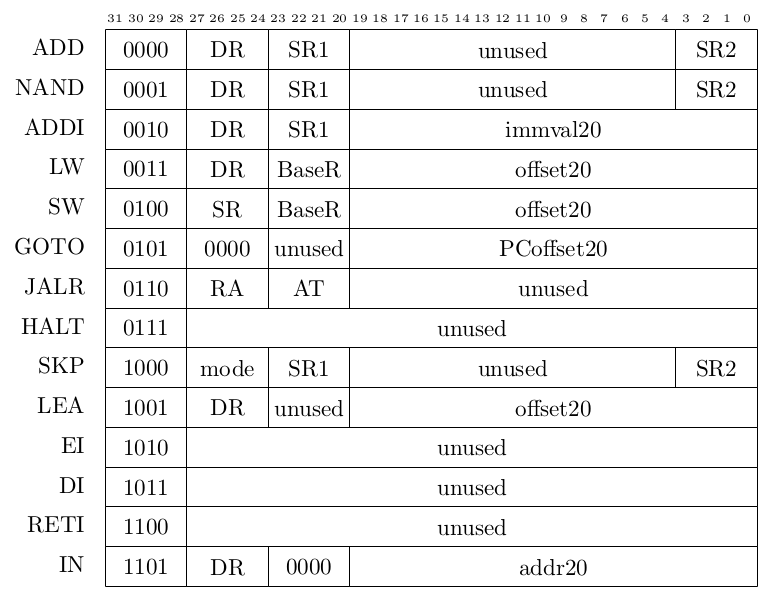 31 30 29 28 27 26 25 24 23 22 21 20 19 18 17 16 15 14 13 12 11 10 9 8 7 6 5 4 3 2 1 0
ADD 0000 DR SR1 unused SR2
NAND 0001 DR SR1 unused SR2
ADDI 0010 DR SR1 immval20
LW 0011 DR BaseR offset20
SW 0100 SR BaseR offset20
GOTO 0101 0000 unused PCoffset20
JALR 0110 RA AT unused
HALT 0111 unused
SKP 1000 mode SR1 unused SR2
LEA 1001 DR unused offset20
EI 1010 unused
DI 1011 unused
RETI 1100 unused
IN 1101 DR 0000 addr20